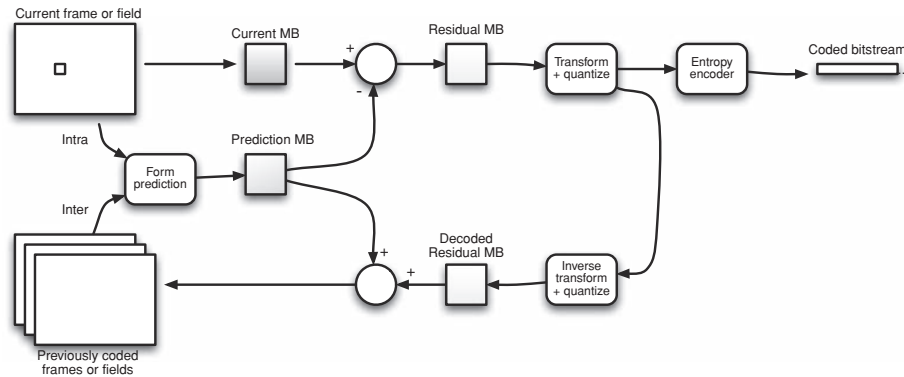 Current frame or field
Current MB
Residual MB
Coded bitstream
+
-
Transform
+ quantize
Entropy
encoder
Intra
Prediction MB
Form
prediction
Inter
Decoded
Residual MB
+
+
Inverse
transform
+ quantize
Previously coded
frames or fields